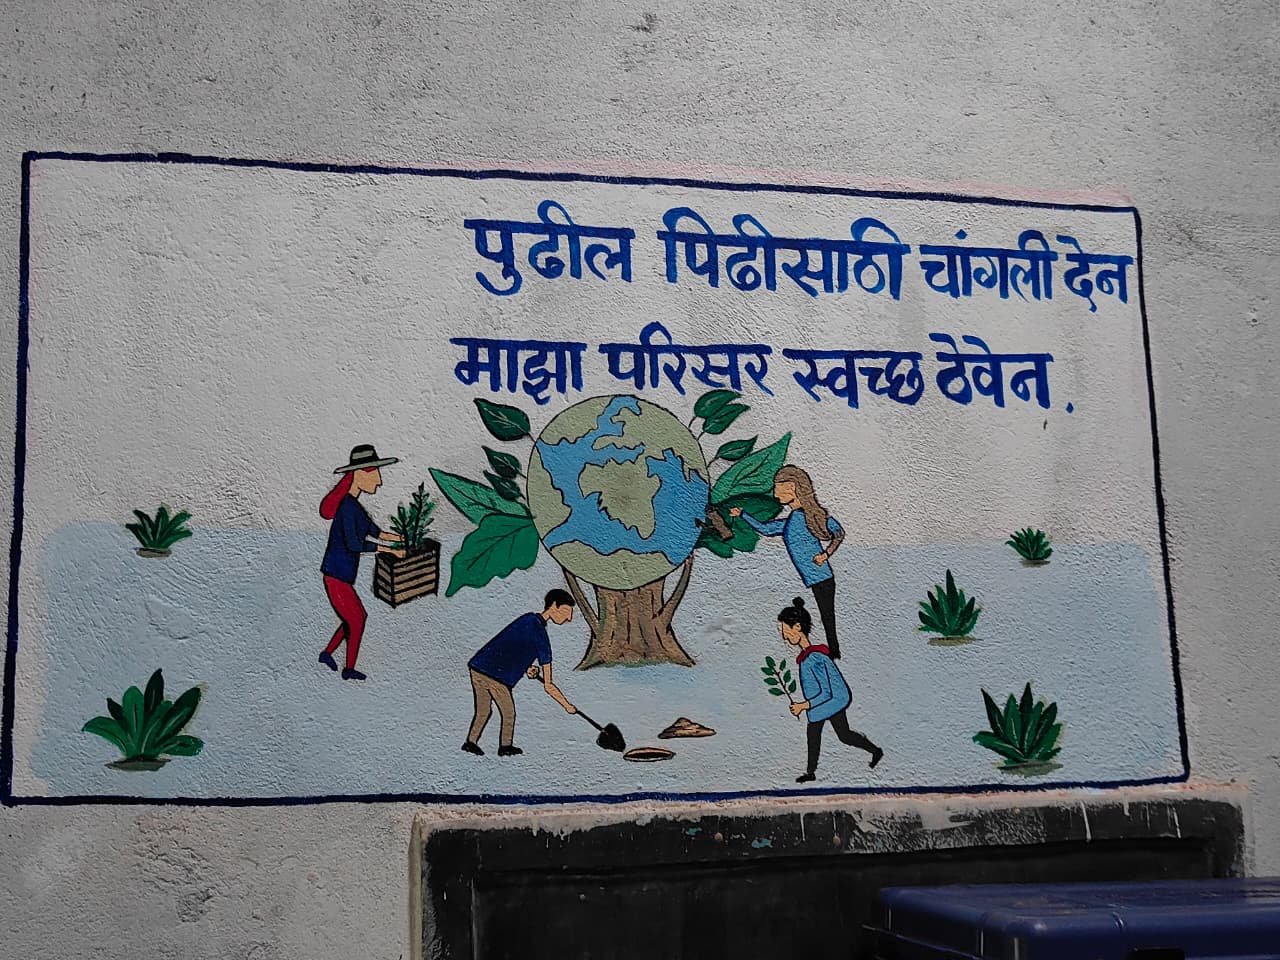 पुढील पिढीसाठी चांगली देन
माझा परिसर स्वच्छ ठेवेन.